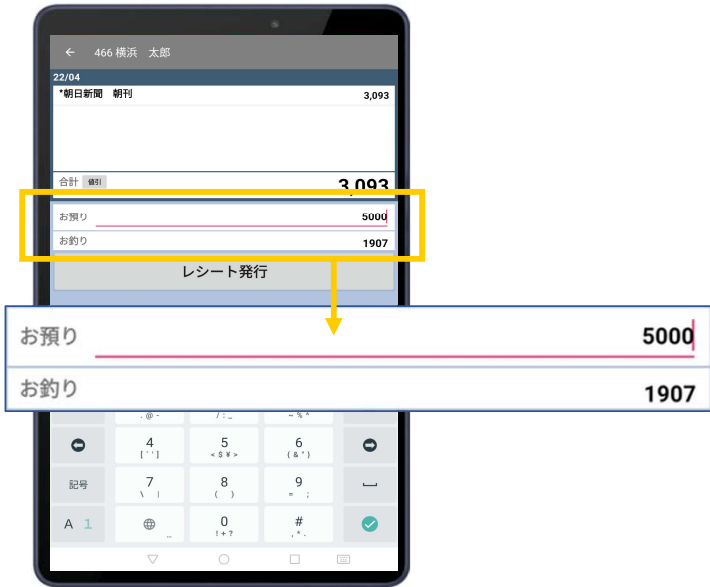 466 横浜　太郎
22/04
*朝日新聞　朝刊 3,093
合計 値引 3,093
お預り 5000
お釣り 1907
レシート発行
お預り 5000
お釣り 1907
. @ - / : _ ~ % ^
4 5 6
[ ' ' ] < $ ¥ > ( & " )
記号 7 8 9
\ | ( ) = ;
A 1 0 #
... ! + ? , * .